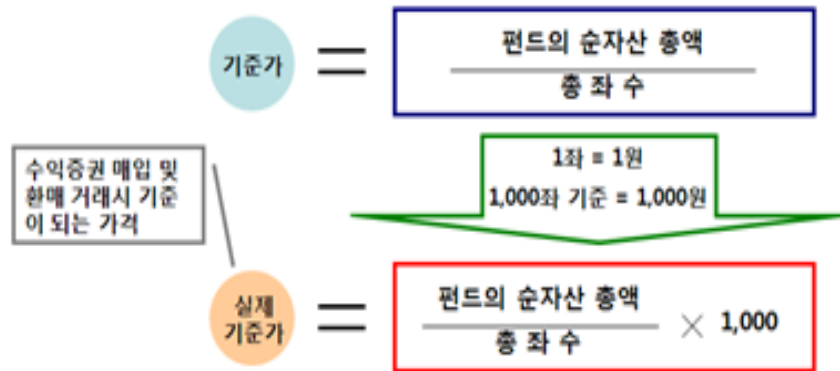 기준가
=
펀드의 순자산 총액
총 좌 수
1좌 = 1원
1,000좌 기준 = 1,000원
수익증권 매입 및
환매 거래시 기준
이 되는 가격
실제
기준가
=
펀드의 순자산 총액
총 좌 수
× 1,000